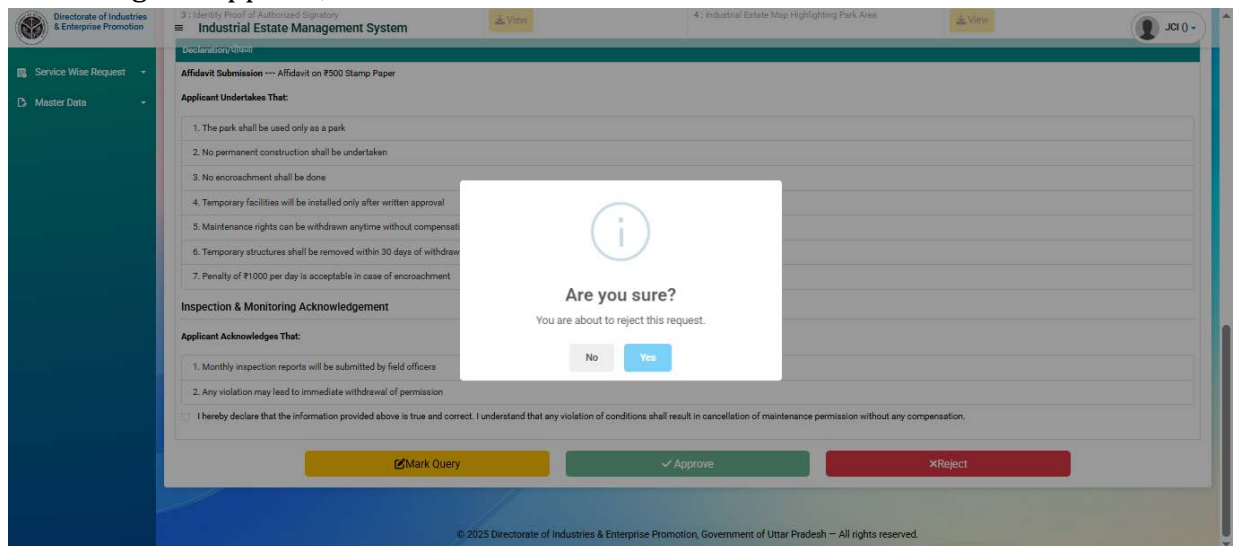 Directorate of Industries
& Enterprise Promotion
3 : Identity Proof of Authorized Signatory
View
4 : Industrial Estate Map Highlighting Park Area
View
Industrial Estate Management System
JCI ()
Service Wise Request
Master Data
Declaration/घोषणा
Affidavit Submission --- Affidavit on ₹500 Stamp Paper
Applicant Undertakes That:
1. The park shall be used only as a park
2. No permanent construction shall be undertaken
3. No encroachment shall be done
4. Temporary facilities will be installed only after written approval
5. Maintenance rights can be withdrawn anytime without compensati
6. Temporary structures shall be removed within 30 days of withdraw
7. Penalty of ₹1000 per day is acceptable in case of encroachment
Inspection & Monitoring Acknowledgement
Applicant Acknowledges That:
1. Monthly inspection reports will be submitted by field officers
2. Any violation may lead to immediate withdrawal of permission
I hereby declare that the information provided above is true and correct. I understand that any violation of conditions shall result in cancellation of maintenance permission without any compensation.
Are you sure?
You are about to reject this request.
No
Yes
Mark Query
Approve
Reject
© 2025 Directorate of Industries & Enterprise Promotion, Government of Uttar Pradesh — All rights reserved.